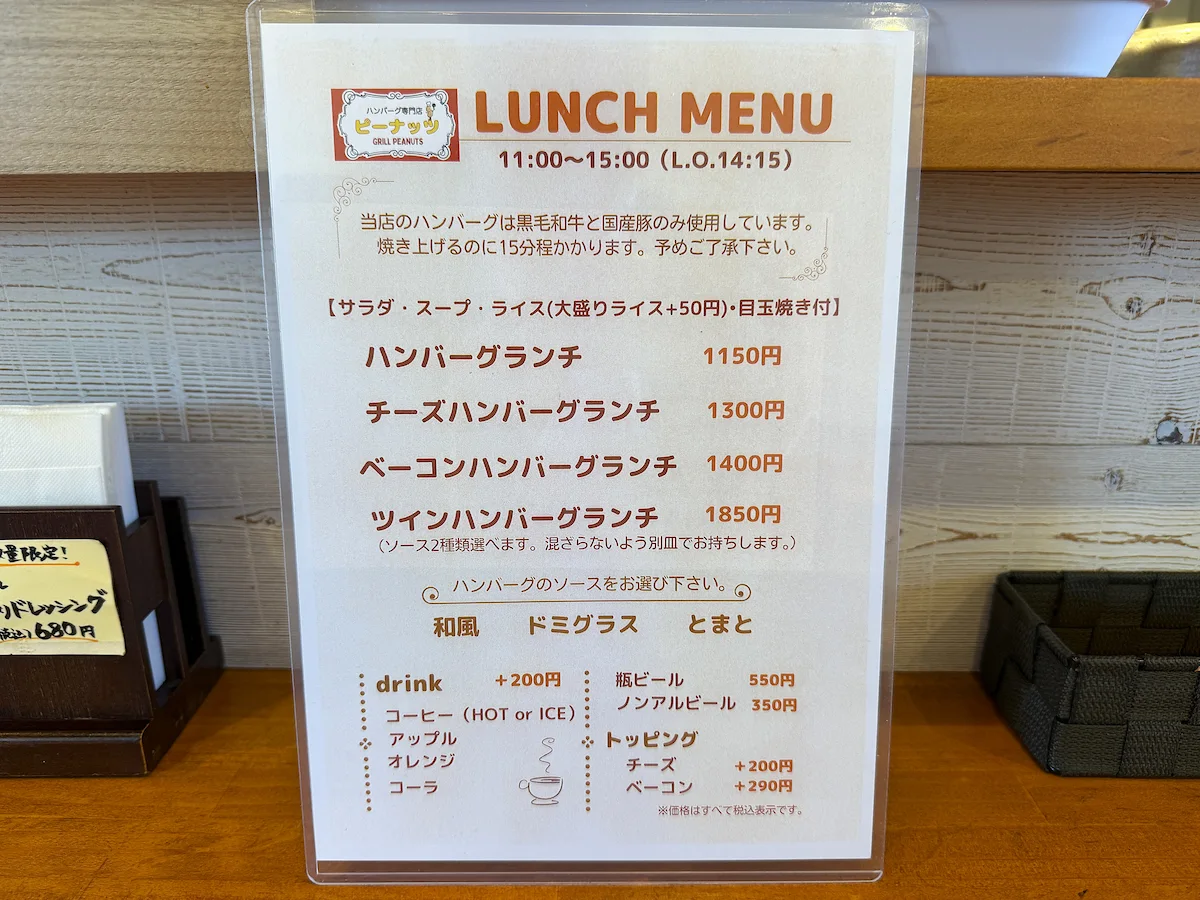 ハンバーグ専門店
ピーナッツ
GRILL PEANUTS
LUNCH MENU
11:00～15:00（L.O.14:15）
当店のハンバーグは黒毛和牛と国産豚のみ使用しています。
焼き上げるのに15分程かかります。予めご了承下さい。
【サラダ・スープ・ライス(大盛りライス+50円)･目玉焼き付】
ハンバーグランチ 1150円
チーズハンバーグランチ 1300円
ベーコンハンバーグランチ 1400円
ツインハンバーグランチ 1850円
（ソース2種類選べます。混ざらないよう別皿でお持ちします。）
ハンバーグのソースをお選び下さい。
和風 ドミグラス とまと
drink +200円
コーヒー（HOT or ICE）
アップル
オレンジ
コーラ
瓶ビール 550円
ノンアルビール 350円
トッピング
チーズ +200円
ベーコン +290円
※価格はすべて税込表示です。
量限定!
ドレッシング
税込)680円